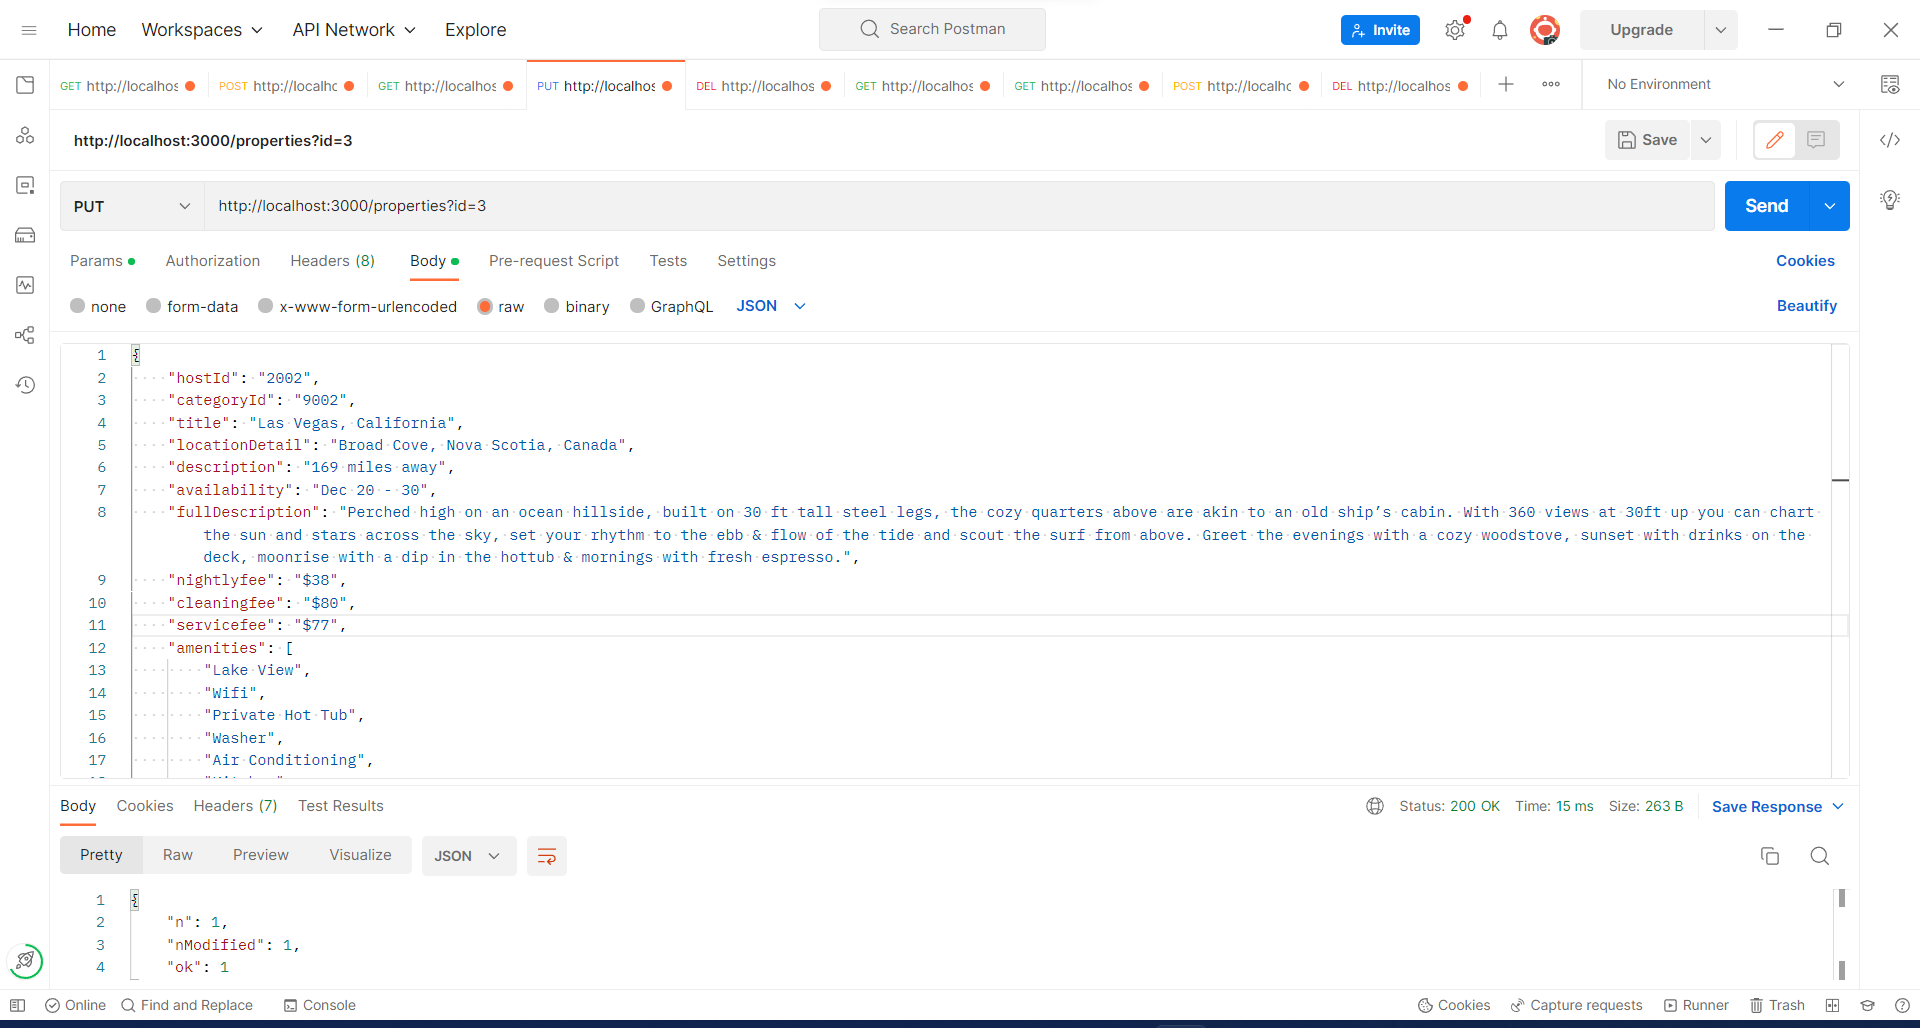 Home Workspaces API Network Explore Search Postman Invite Upgrade
GET http://localhos POST http://localhc GET http://localhos PUT http://localhos DEL http://localhos GET http://localhos GET http://localhos POST http://localhc DEL http://localhos No Environment
http://localhost:3000/properties?id=3 Save
PUT http://localhost:3000/properties?id=3 Send
Params Authorization Headers (8) Body Pre-request Script Tests Settings Cookies
none form-data x-www-form-urlencoded raw binary GraphQL JSON Beautify
1 {
2 "hostId": "2002",
3 "categoryId": "9002",
4 "title": "Las Vegas, California",
5 "locationDetail": "Broad Cove, Nova Scotia, Canada",
6 "description": "169 miles away",
7 "availability": "Dec 20 - 30",
8 "fullDescription": "Perched high on an ocean hillside, built on 30 ft tall steel legs, the cozy quarters above are akin to an old ship’s cabin. With 360 views at 30ft up you can chart
the sun and stars across the sky, set your rhythm to the ebb & flow of the tide and scout the surf from above. Greet the evenings with a cozy woodstove, sunset with drinks on the
deck, moonrise with a dip in the hottub & mornings with fresh espresso.",
9 "nightlyfee": "$38",
10 "cleaningfee": "$80",
11 "servicefee": "$77",
12 "amenities": [
13 "Lake View",
14 "Wifi",
15 "Private Hot Tub",
16 "Washer",
17 "Air Conditioning",
Body Cookies Headers (7) Test Results Status: 200 OK Time: 15 ms Size: 263 B Save Response
Pretty Raw Preview Visualize JSON
1 {
2 "n": 1,
3 "nModified": 1,
4 "ok": 1
Online Find and Replace Console Cookies Capture requests Runner Trash